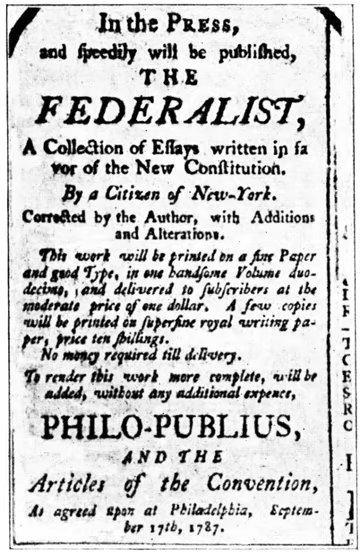 In the PRESS,
and ſpeedily will be publiſhed,
THE
FEDERALIST,
A Collection of Eſſays written in fa
vor of the New Conſtitution.
By a Citizen of New-York.
Corrected by the Author, with Additions
and Alterations.
This work will be printed on a fine Paper
and good Type, in one handſome Volume duo-
decimo, and delivered to ſubſcribers at the
moderate price of one dollar. A few copies
will be printed on ſuperfine royal writing pa-
per, price ten ſhillings.
No money required till delivery.
To render this work more complete, will be
added, without any additional expence,
PHILO-PUBLIUS,
AND THE
Articles of the Convention,
As agreed upon at Philadelphia, Septem-
ber 17th, 1787.